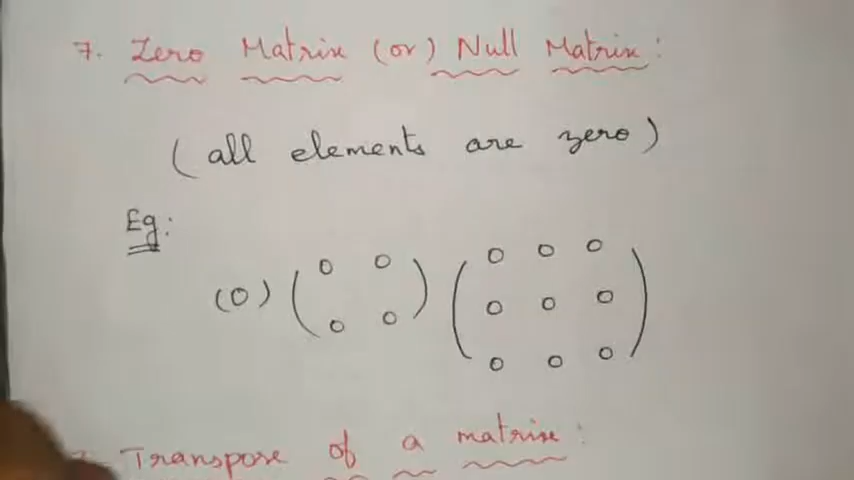 7. Zero Matrix (or) Null Matrix:
(all elements are zero)
Eg:
(0) ( 0 0 ) ( 0 0 0 )
0 0 0 0 0
0 0 0
Transpose of a matrix: